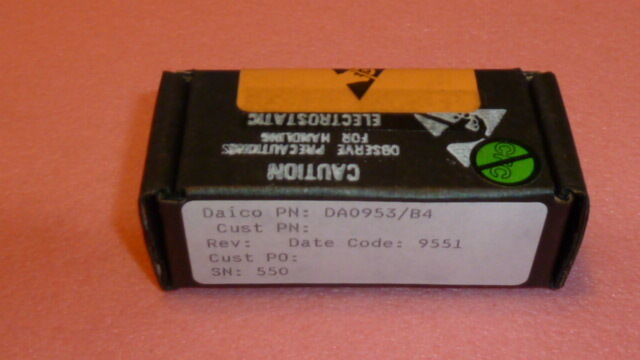 ELECTROSTATIC
OBSERVE PRECAUTIONS
FOR HANDLING
CAUTION
Daico PN: DA0953/B4
Cust PN:
Rev: Date Code: 9551
Cust PO:
SN: 550